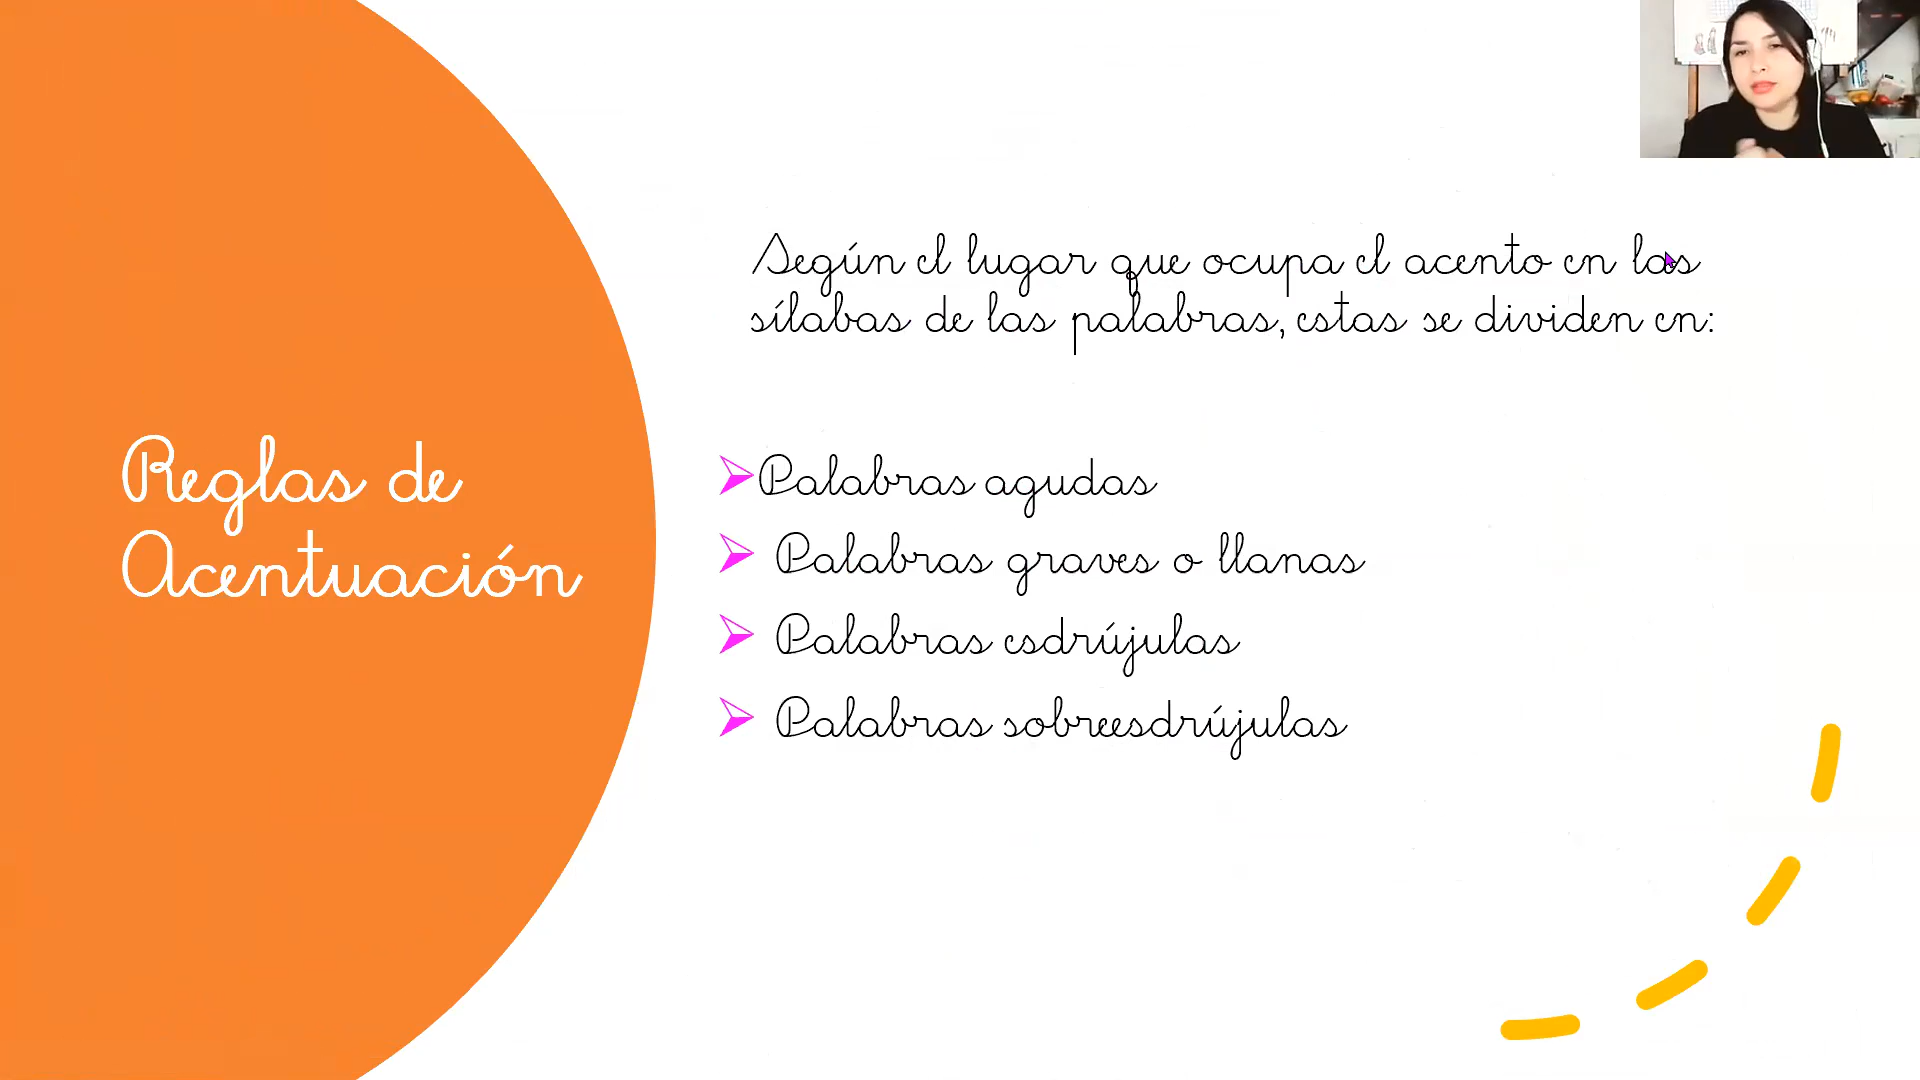 Reglas de
Acentuación
Según el lugar que ocupa el acento en las
sílabas de las palabras, estas se dividen en:
Palabras agudas
Palabras graves o llanas
Palabras esdrújulas
Palabras sobreesdrújulas